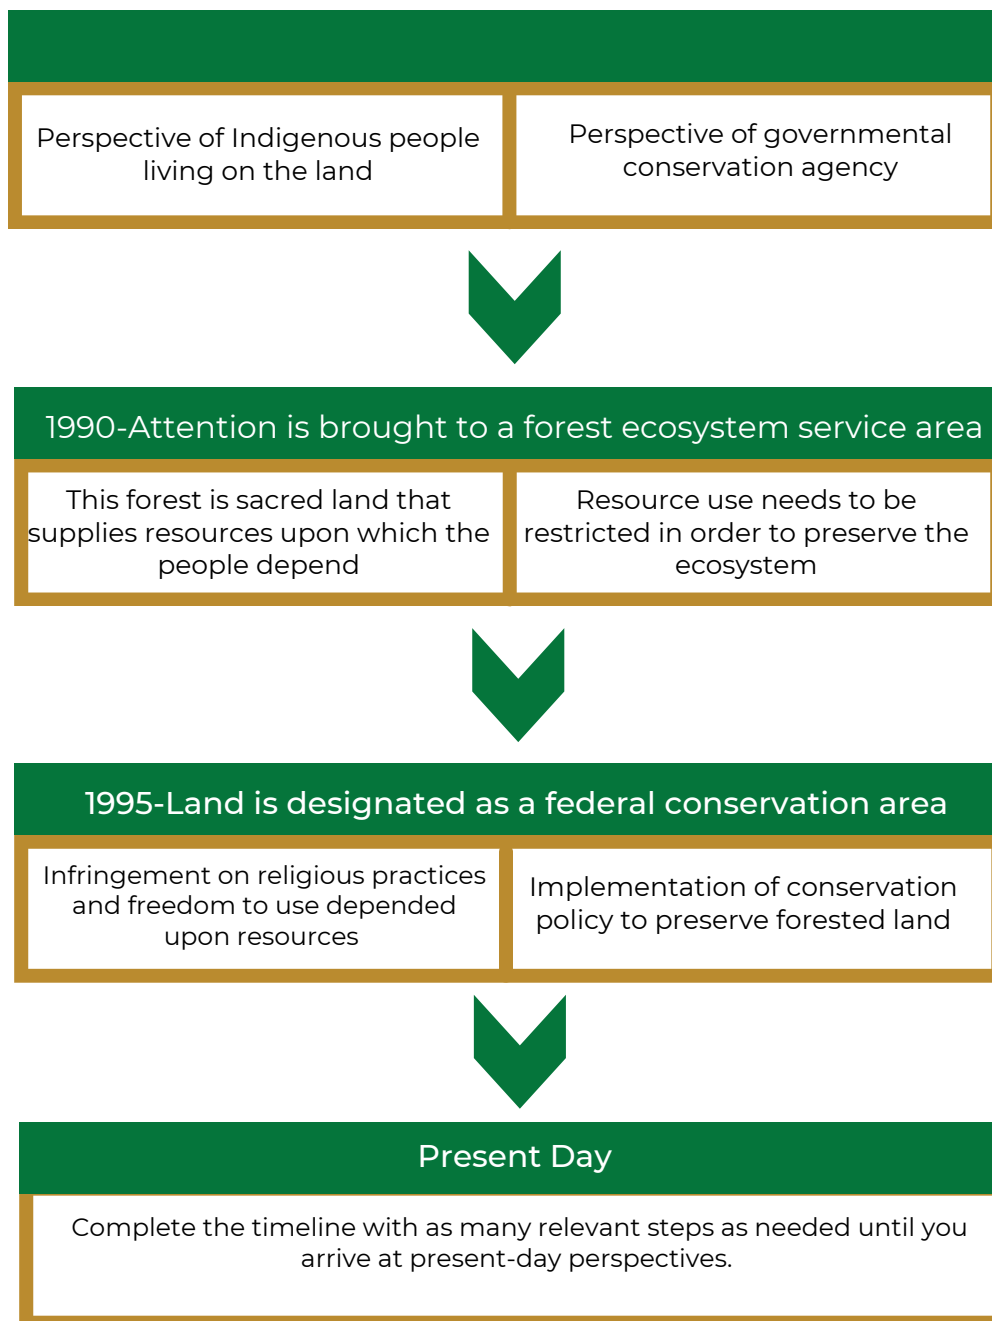 Perspective of Indigenous people
living on the land
Perspective of governmental
conservation agency
1990-Attention is brought to a forest ecosystem service area
This forest is sacred land that
supplies resources upon which the
people depend
Resource use needs to be
restricted in order to preserve the
ecosystem
1995-Land is designated as a federal conservation area
Infringement on religious practices
and freedom to use depended
upon resources
Implementation of conservation
policy to preserve forested land
Present Day
Complete the timeline with as many relevant steps as needed until you
arrive at present-day perspectives.